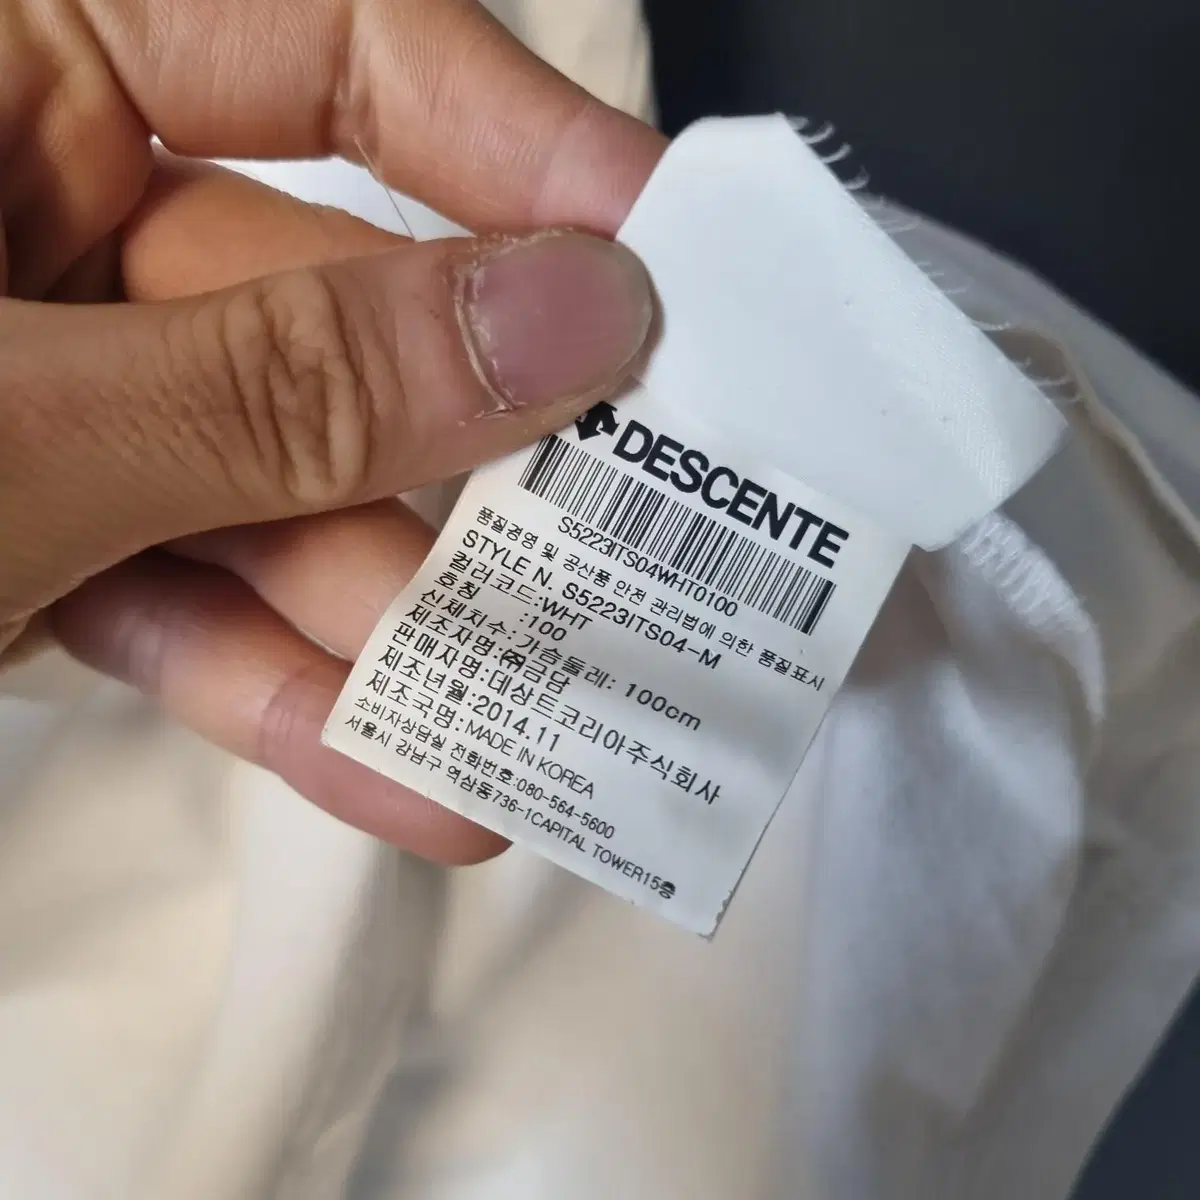 DESCENTE
S5223ITS04WHT0100
품질경영 및 공산품 안전 관리법에 의한 품질표시
STYLE N. S5223ITS04-M
컬러코드:WHT
호칭 :100
신체치수:가슴둘레: 100cm
제조자명:㈜금담
판매자명:데상트코리아주식회사
제조년월:2014.11
제조국명:MADE IN KOREA
소비자상담실 전화번호:080-564-5600
서울시 강남구 역삼동736-1CAPITAL TOWER15층